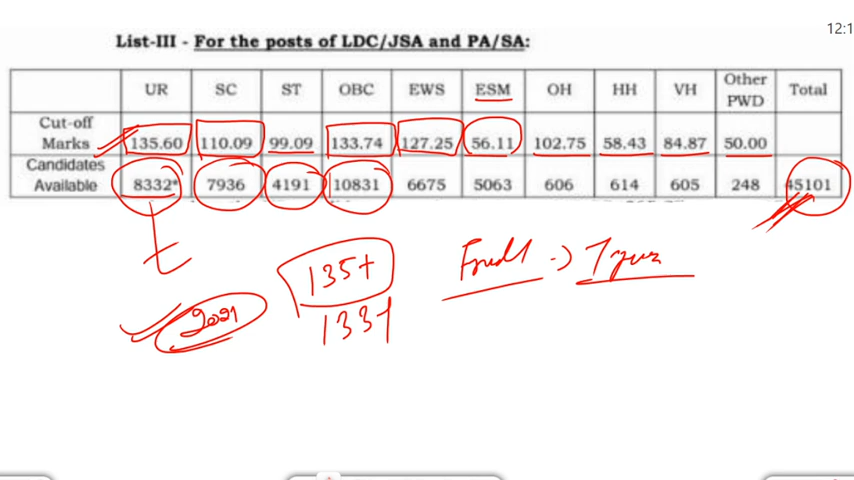 12:1
List-III - For the posts of LDC/JSA and PA/SA:
UR SC ST OBC EWS ESM OH HH VH Other PWD Total
Cut-off Marks 135.60 110.09 99.09 133.74 127.25 56.11 102.75 58.43 84.87 50.00
Candidates Available 8332* 7936 4191 10831 6675 5063 606 614 605 248 45101
135+
2021